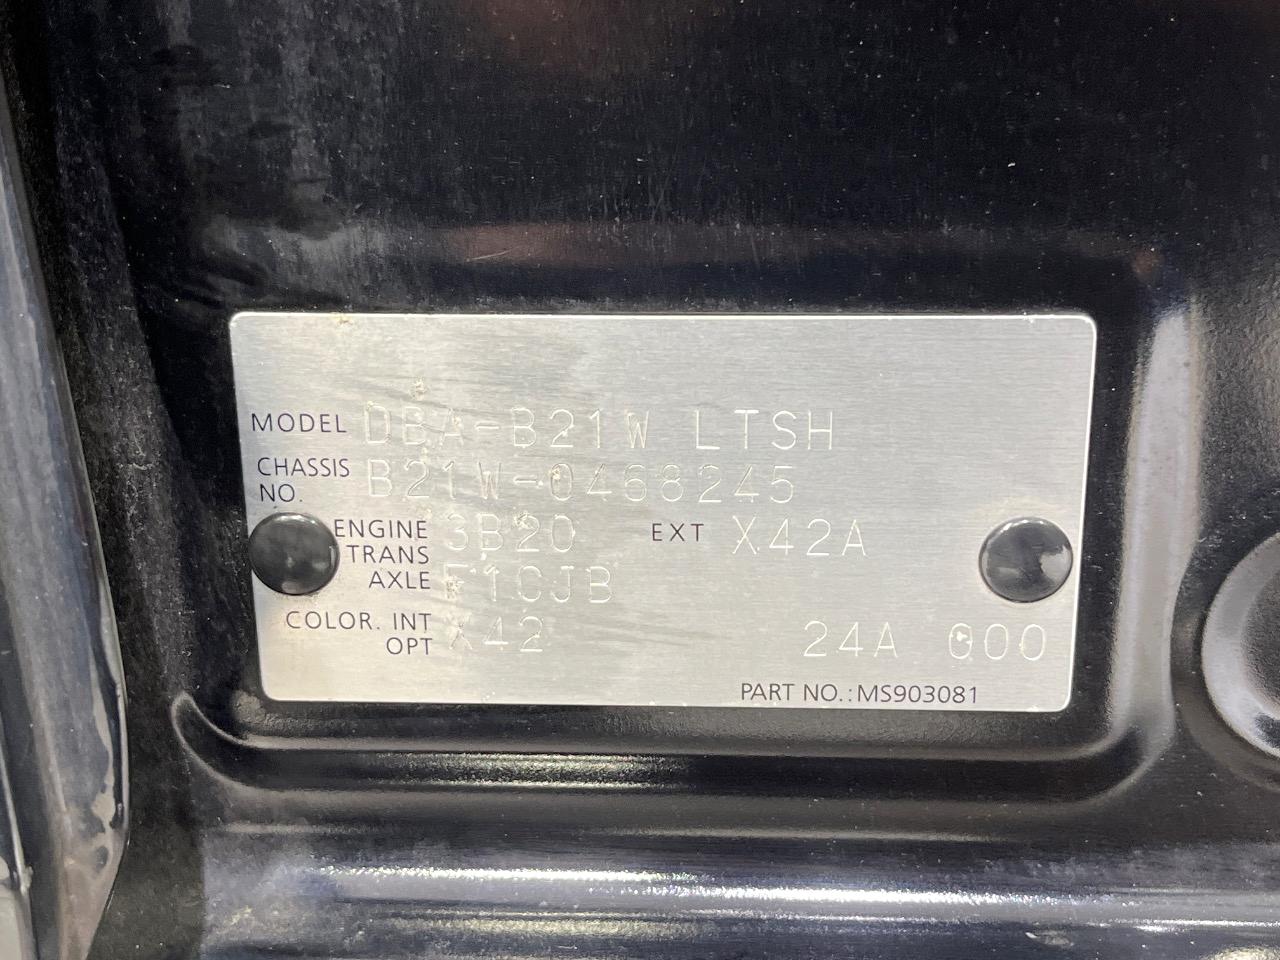 MODEL DBA-B21W LTSH
CHASSIS NO. B21W-0468245
ENGINE 3B20 EXT X42A
TRANS AXLE F1CJB
COLOR. INT OPT X42 24A 000
PART NO.: MS903081